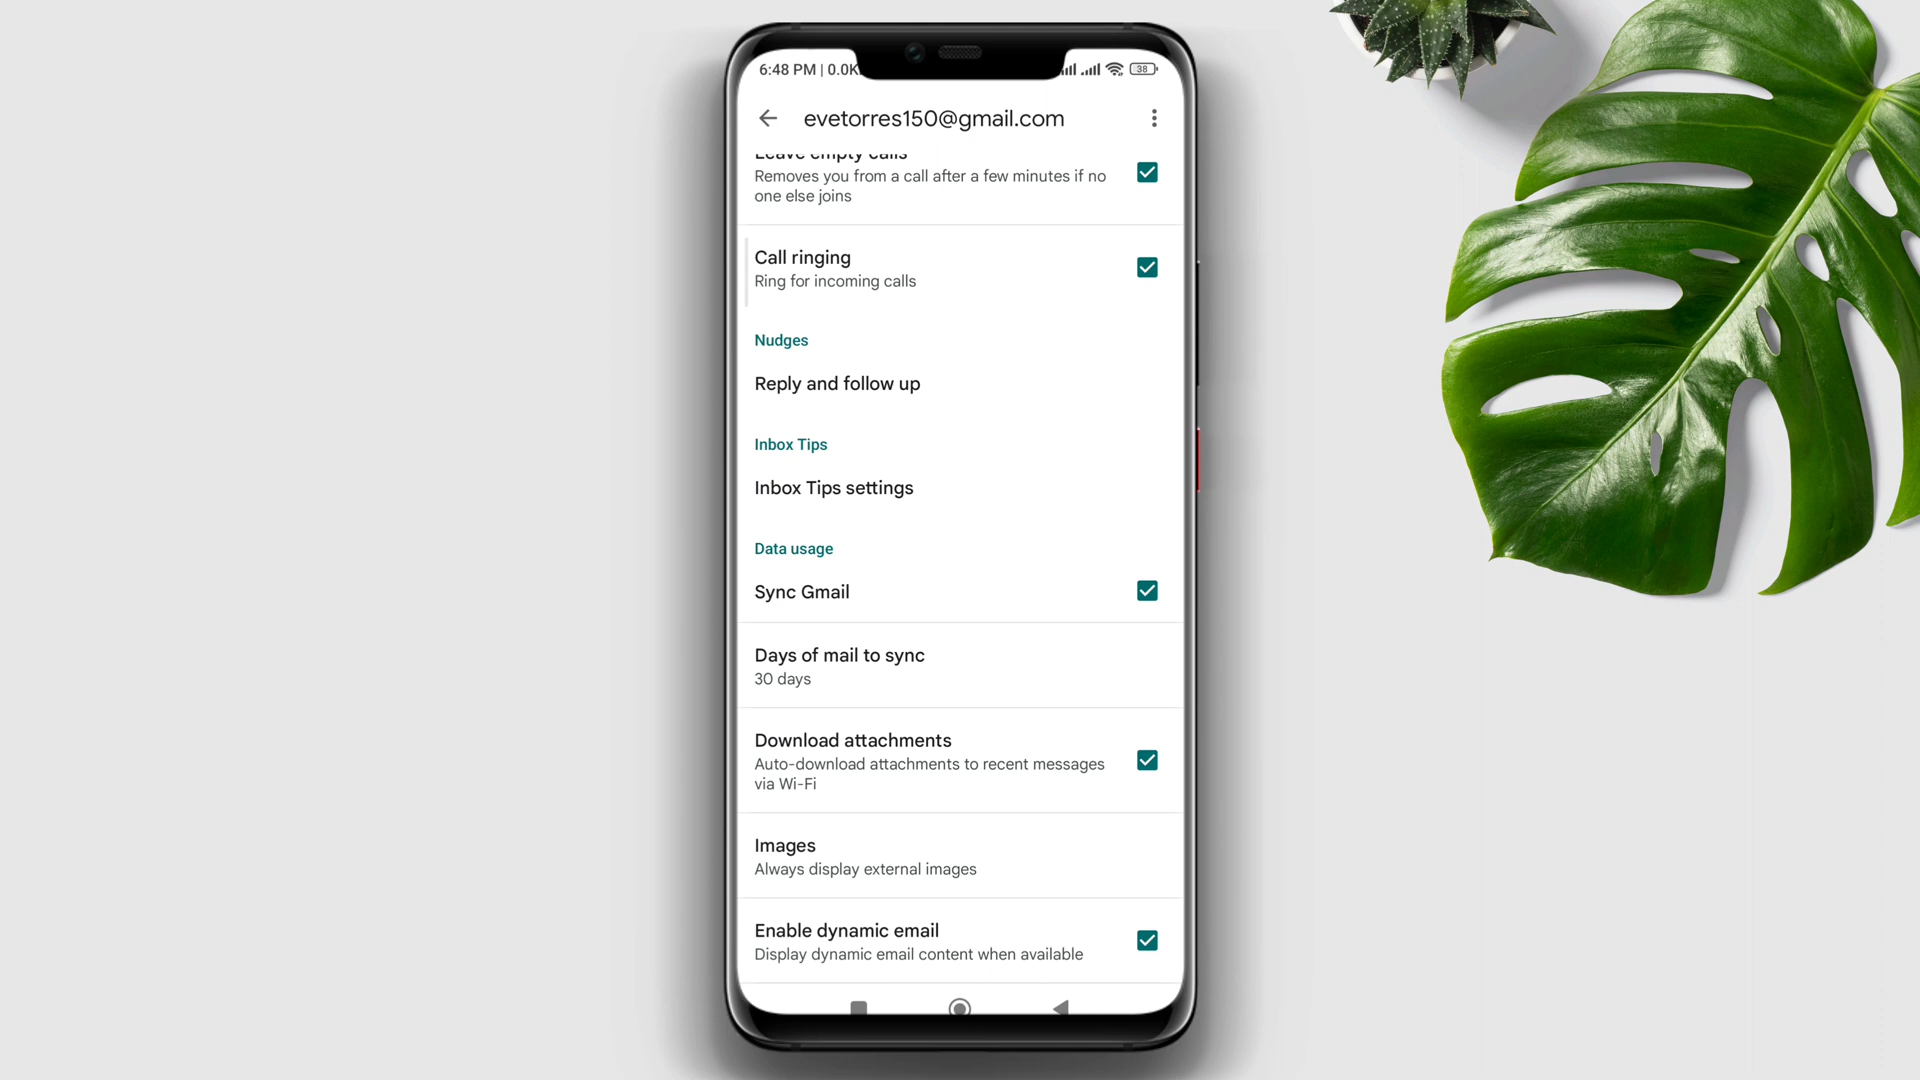 6:48 PM | 0.0K
38
evetorres150@gmail.com
Leave empty calls
Removes you from a call after a few minutes if no
one else joins
Call ringing
Ring for incoming calls
Nudges
Reply and follow up
Inbox Tips
Inbox Tips settings
Data usage
Sync Gmail
Days of mail to sync
30 days
Download attachments
Auto-download attachments to recent messages
via Wi-Fi
Images
Always display external images
Enable dynamic email
Display dynamic email content when available